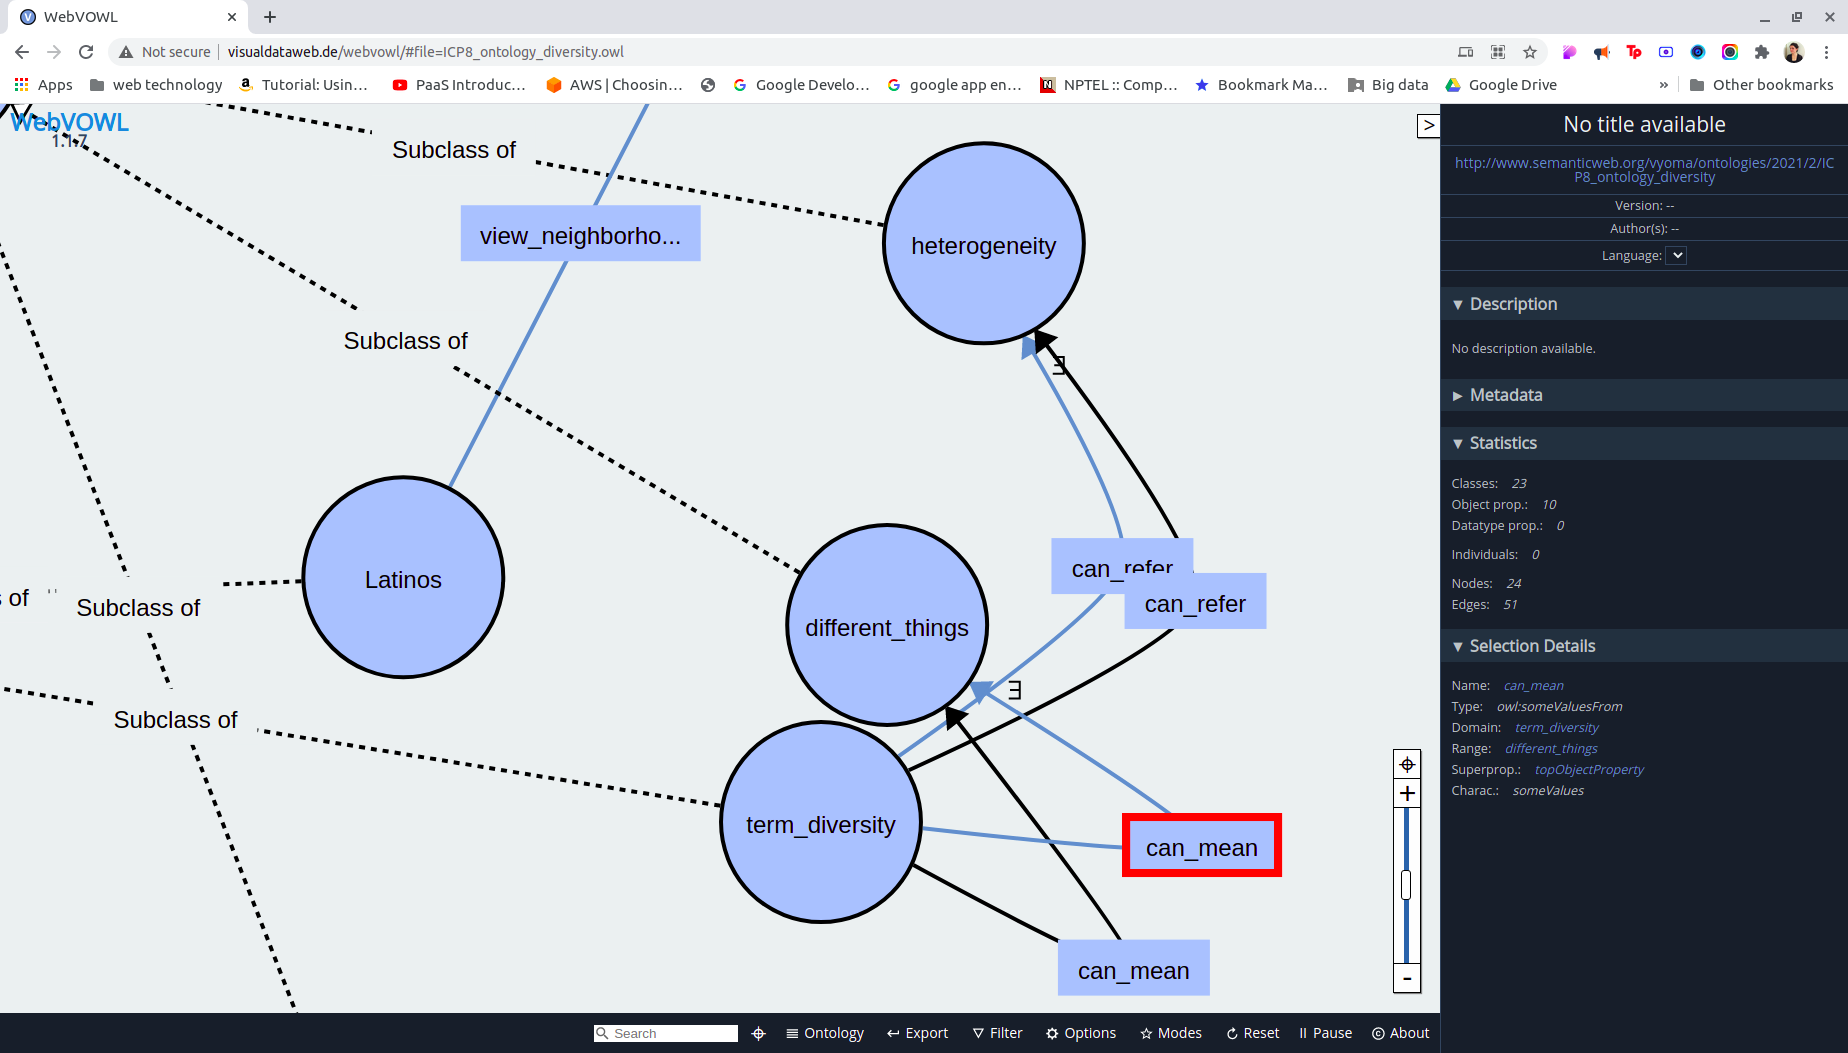 WebVOWL
Not secure
visualdataweb.de/webvowl/#file=ICP8_ontology_diversity.owl
Apps
web technology
Tutorial: Usin...
PaaS Introduc...
AWS | Choosin...
Google Develo...
google app en...
NPTEL :: Comp...
Bookmark Ma...
Big data
Google Drive
»
Other bookmarks
WebVOWL
1.1.7
Subclass of
view_neighborho...
heterogeneity
Subclass of
∃
Latinos
can_refer
can_refer
s of
Subclass of
different_things
∃
Subclass of
term_diversity
can_mean
can_mean
>
+
-
No title available
http://www.semanticweb.org/vyoma/ontologies/2021/2/IC
P8_ontology_diversity
Version: --
Author(s): --
Language:
▼ Description
No description available.
► Metadata
▼ Statistics
Classes: 23
Object prop.: 10
Datatype prop.: 0
Individuals: 0
Nodes: 24
Edges: 51
▼ Selection Details
Name: can_mean
Type: owl:someValuesFrom
Domain: term_diversity
Range: different_things
Superprop.: topObjectProperty
Charac.: someValues
Search
Ontology
Export
Filter
Options
Modes
Reset
Pause
About